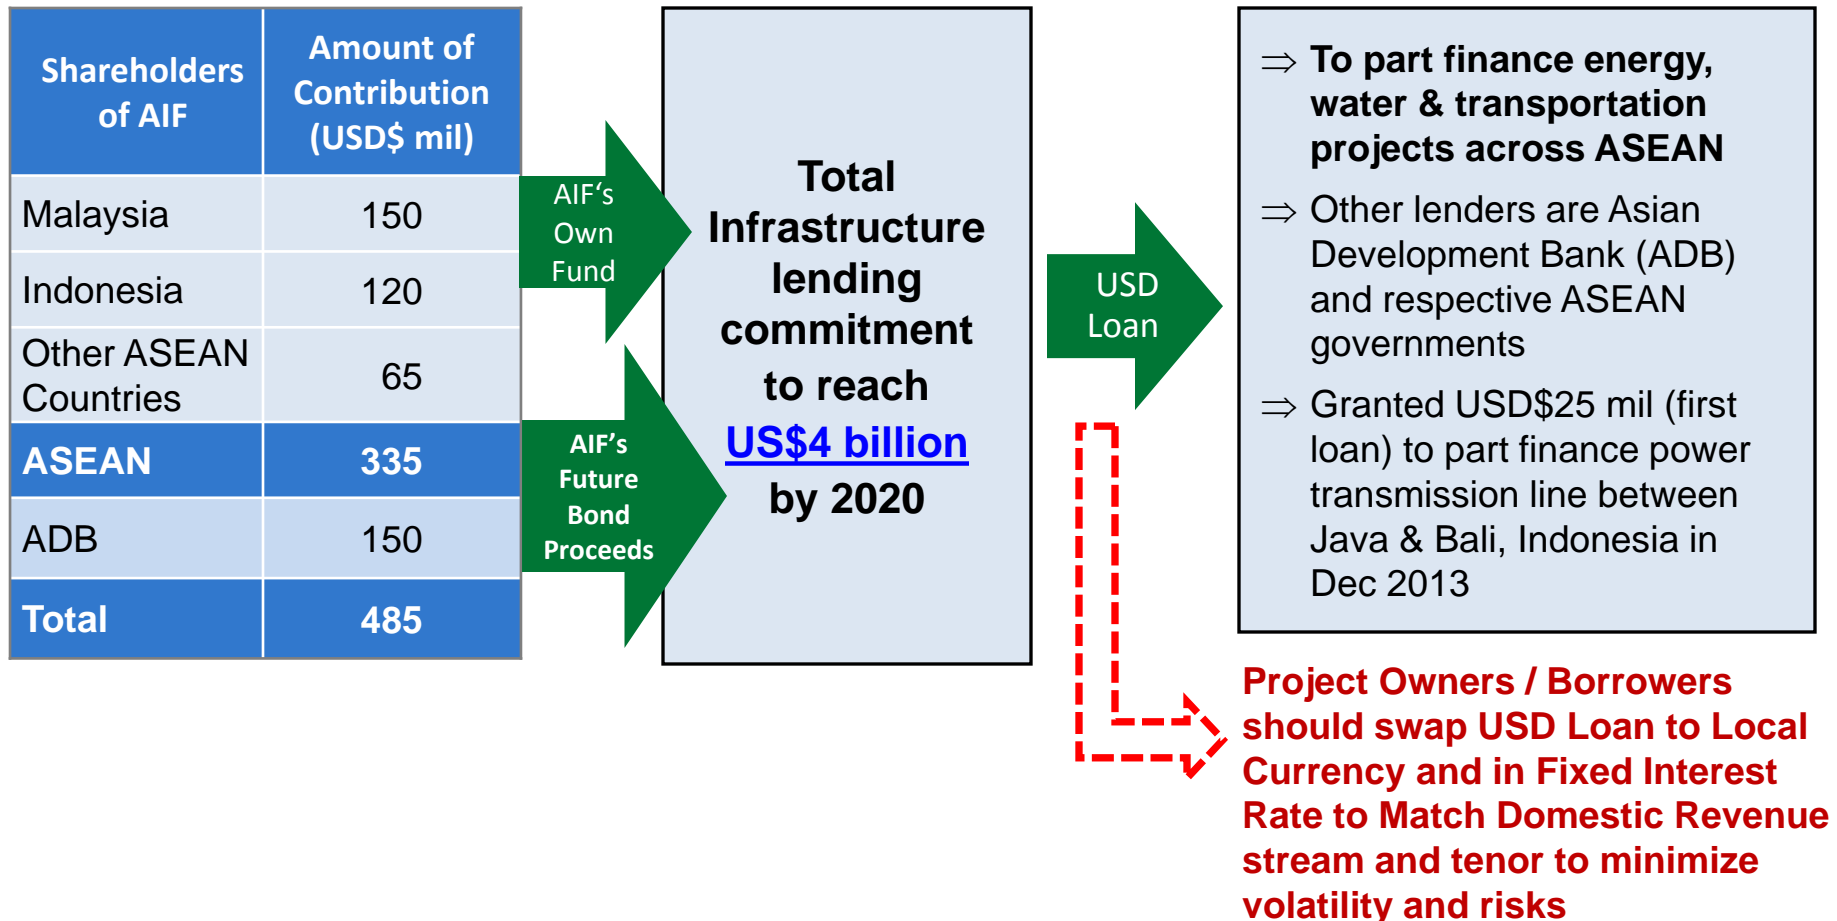 Shareholders
of AIF
Amount of
Contribution
(USD$ mil)
Malaysia
150
Indonesia
120
Other ASEAN
Countries
65
ASEAN
335
ADB
150
Total
485
AIF‘s
Own
Fund
AIF’s
Future
Bond
Proceeds
Total
Infrastructure
lending
commitment
to reach
US$4 billion
by 2020
USD
Loan
⇒ To part finance energy,
water & transportation
projects across ASEAN
⇒ Other lenders are Asian
Development Bank (ADB)
and respective ASEAN
governments
⇒ Granted USD$25 mil (first
loan) to part finance power
transmission line between
Java & Bali, Indonesia in
Dec 2013
Project Owners / Borrowers
should swap USD Loan to Local
Currency and in Fixed Interest
Rate to Match Domestic Revenue
stream and tenor to minimize
volatility and risks